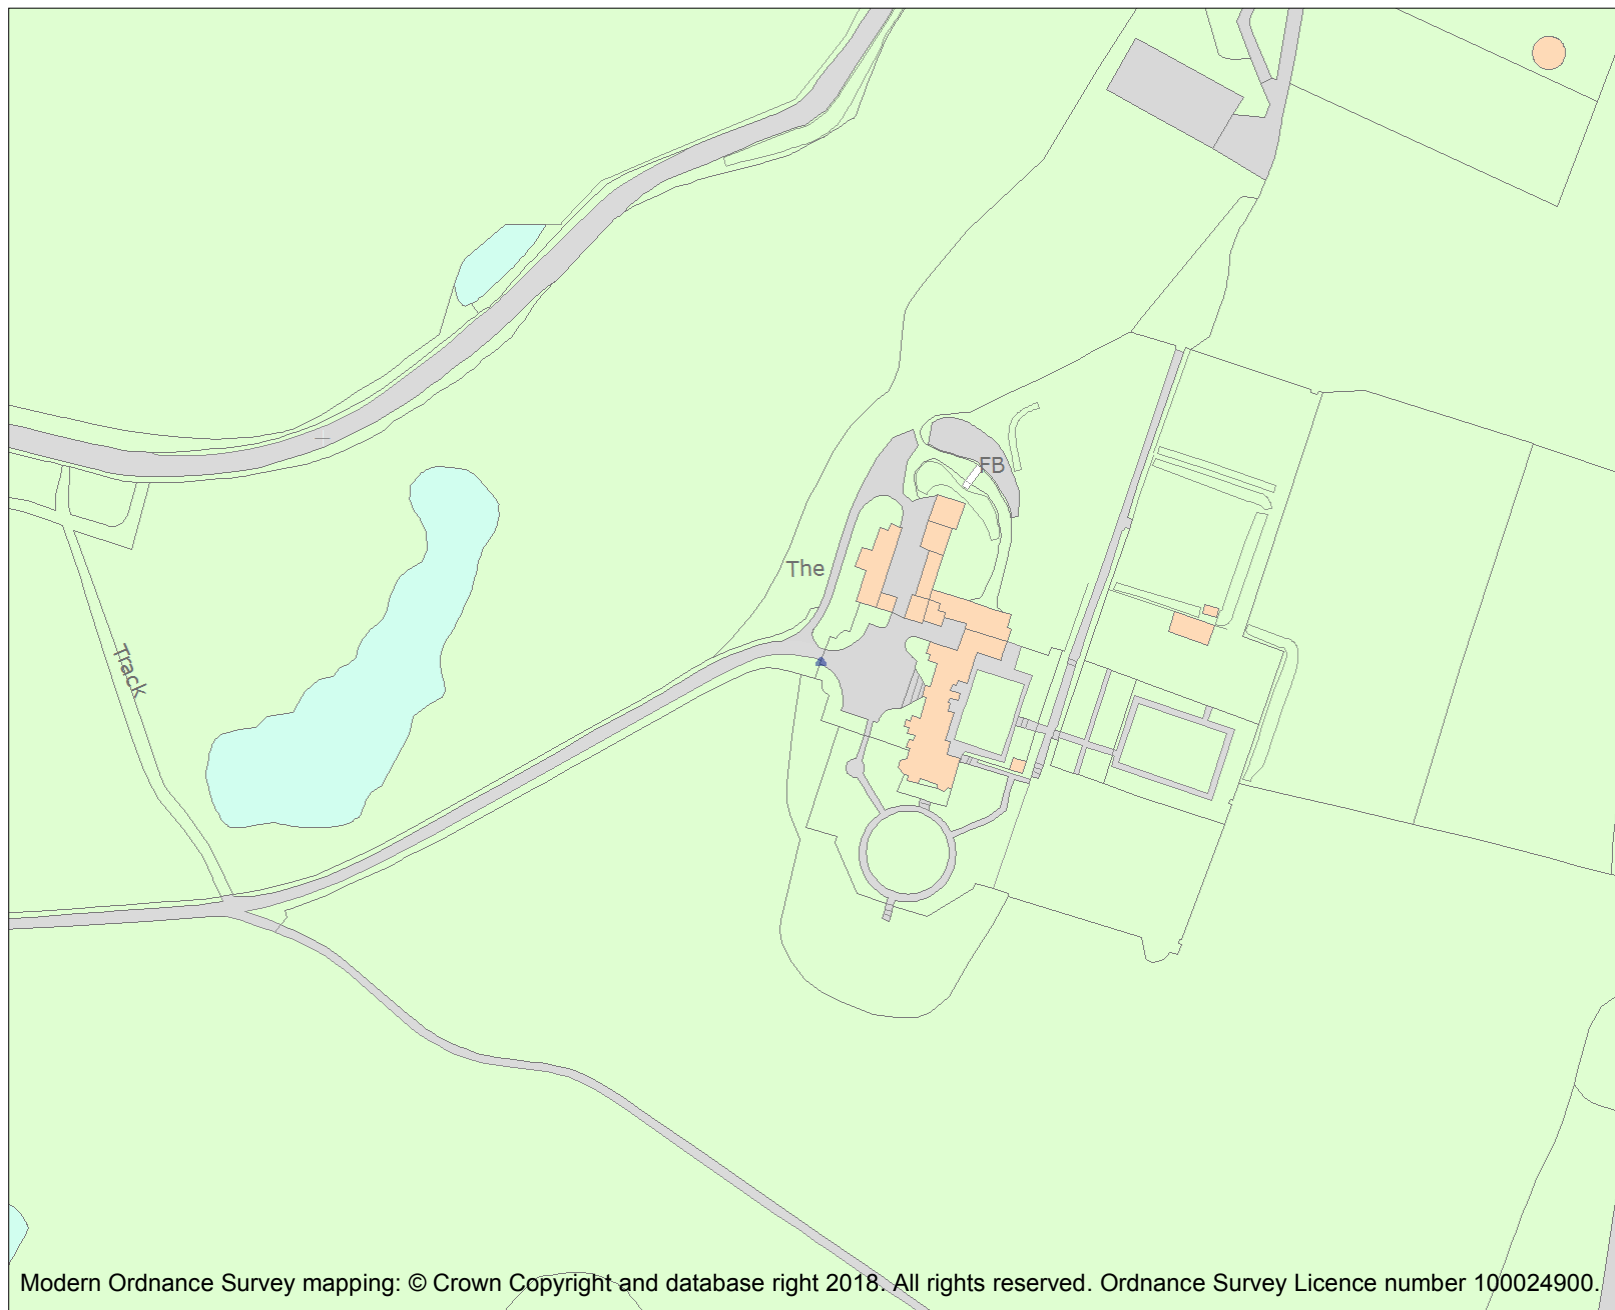 FB
The
Track
Modern Ordnance Survey mapping: © Crown Copyright and database right 2018. All rights reserved. Ordnance Survey Licence number 100024900.